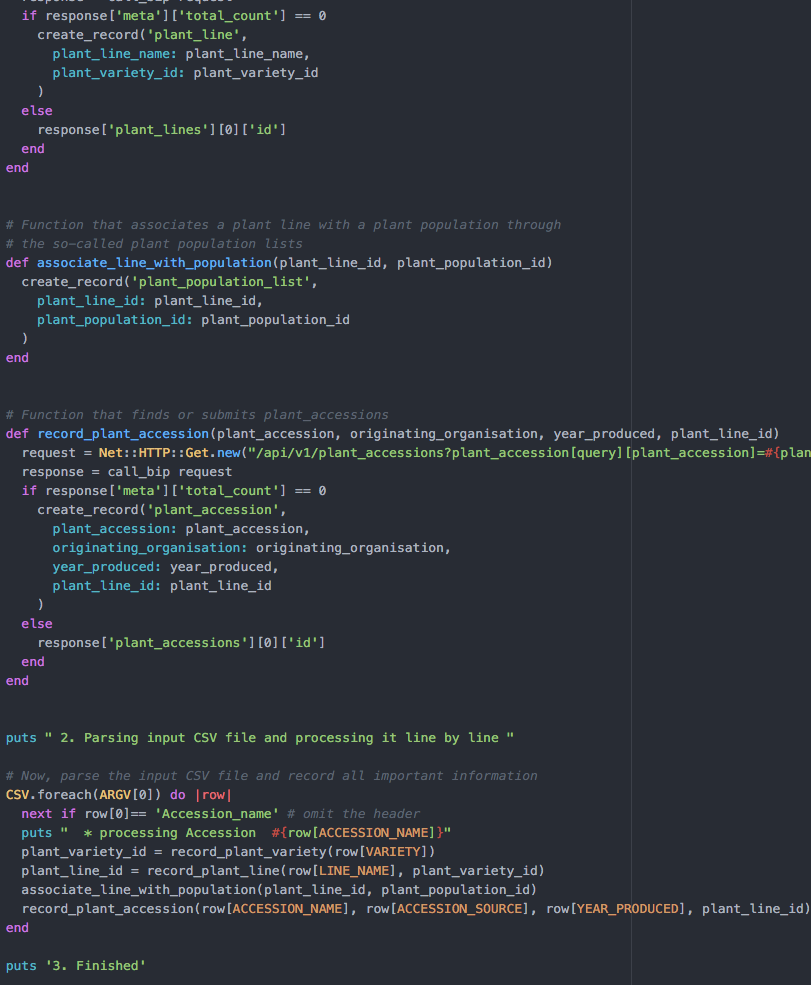 if response['meta']['total_count'] == 0
create_record('plant_line',
plant_line_name: plant_line_name,
plant_variety_id: plant_variety_id
)
else
response['plant_lines'][0]['id']
end
end
# Function that associates a plant line with a plant population through
# the so-called plant population lists
def associate_line_with_population(plant_line_id, plant_population_id)
create_record('plant_population_list',
plant_line_id: plant_line_id,
plant_population_id: plant_population_id
)
end
# Function that finds or submits plant_accessions
def record_plant_accession(plant_accession, originating_organisation, year_produced, plant_line_id)
request = Net::HTTP::Get.new("/api/v1/plant_accessions?plant_accession[query][plant_accession]=#{plan
response = call_bip request
if response['meta']['total_count'] == 0
create_record('plant_accession',
plant_accession: plant_accession,
originating_organisation: originating_organisation,
year_produced: year_produced,
plant_line_id: plant_line_id
)
else
response['plant_accessions'][0]['id']
end
end
puts " 2. Parsing input CSV file and processing it line by line "
# Now, parse the input CSV file and record all important information
CSV.foreach(ARGV[0]) do |row|
next if row[0]== 'Accession_name' # omit the header
puts "  * processing Accession  #{row[ACCESSION_NAME]}"
plant_variety_id = record_plant_variety(row[VARIETY])
plant_line_id = record_plant_line(row[LINE_NAME], plant_variety_id)
associate_line_with_population(plant_line_id, plant_population_id)
record_plant_accession(row[ACCESSION_NAME], row[ACCESSION_SOURCE], row[YEAR_PRODUCED], plant_line_id)
end
puts '3. Finished'